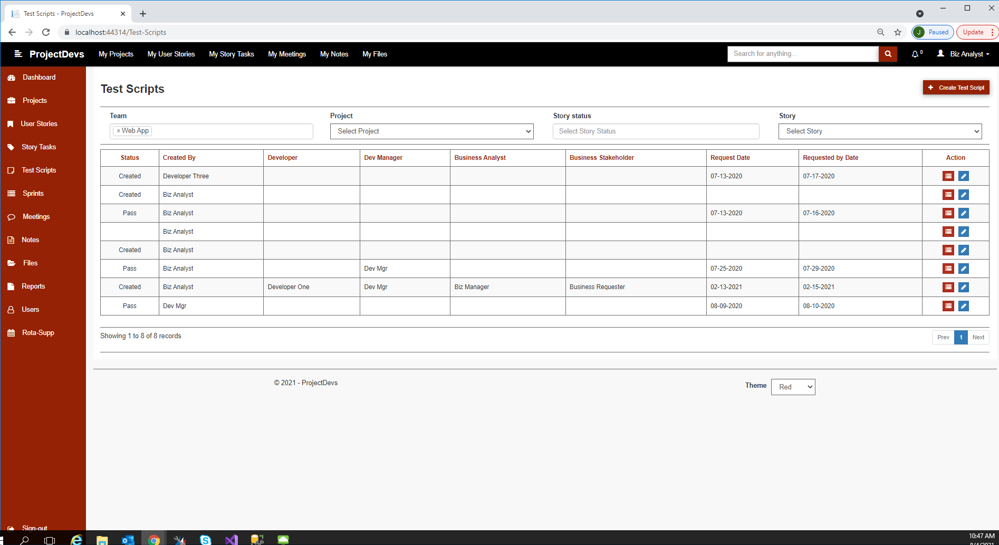 Test Scripts - ProjectDevs
localhost:44314/Test-Scripts
J Paused Update
ProjectDevs My Projects My User Stories My Story Tasks My Meetings My Notes My Files Search for anything... 0 Biz Analyst
Dashboard
Projects
User Stories
Story Tasks
Test Scripts
Sprints
Meetings
Notes
Files
Reports
Users
Rota-Supp
Sign-out
Test Scripts
+ Create Test Script
Team Project Story status Story
× Web App Select Project Select Story Status Select Story
Status Created By Developer Dev Manager Business Analyst Business Stakeholder Request Date Requested by Date Action
Created Developer Three 07-13-2020 07-17-2020
Created Biz Analyst
Pass Biz Analyst 07-13-2020 07-16-2020
Biz Analyst
Created Biz Analyst
Pass Biz Analyst Dev Mgr 07-25-2020 07-29-2020
Created Biz Analyst Developer One Dev Mgr Biz Manager Business Requester 02-13-2021 02-15-2021
Pass Dev Mgr 08-09-2020 08-10-2020
Showing 1 to 8 of 8 records
Prev 1 Next
© 2021 - ProjectDevs
Theme Red
10:47 AM